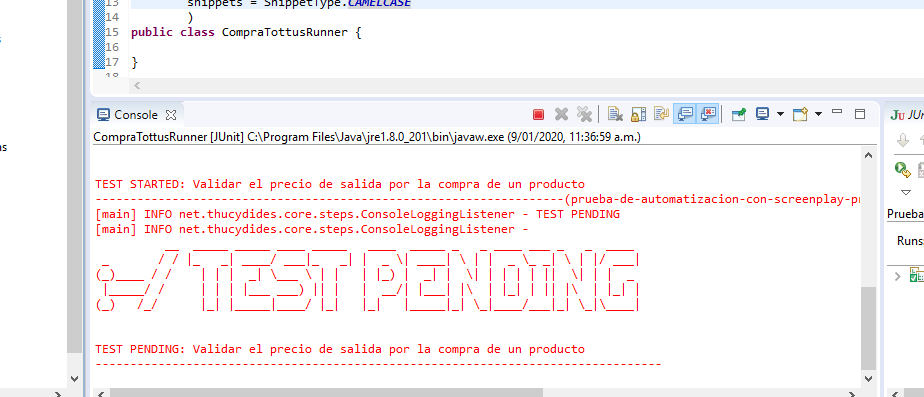 13 snippets = SnippetType.CAMELCASE
14 )
15 public class CompraTottusRunner {
16
17 }
18
Console
CompraTottusRunner [JUnit] C:\Program Files\Java\jre1.8.0_201\bin\javaw.exe (9/01/2020, 11:36:59 a.m.)
TEST STARTED: Validar el precio de salida por la compra de un producto
(prueba-de-automatizacion-con-screenplay-pr
[main] INFO net.thucydides.core.steps.ConsoleLoggingListener - TEST PENDING
[main] INFO net.thucydides.core.steps.ConsoleLoggingListener -
TEST PENDING
TEST PENDING: Validar el precio de salida por la compra de un producto
--------------------------------------------------------------------------------
JU JUn
Prueba
Runs: